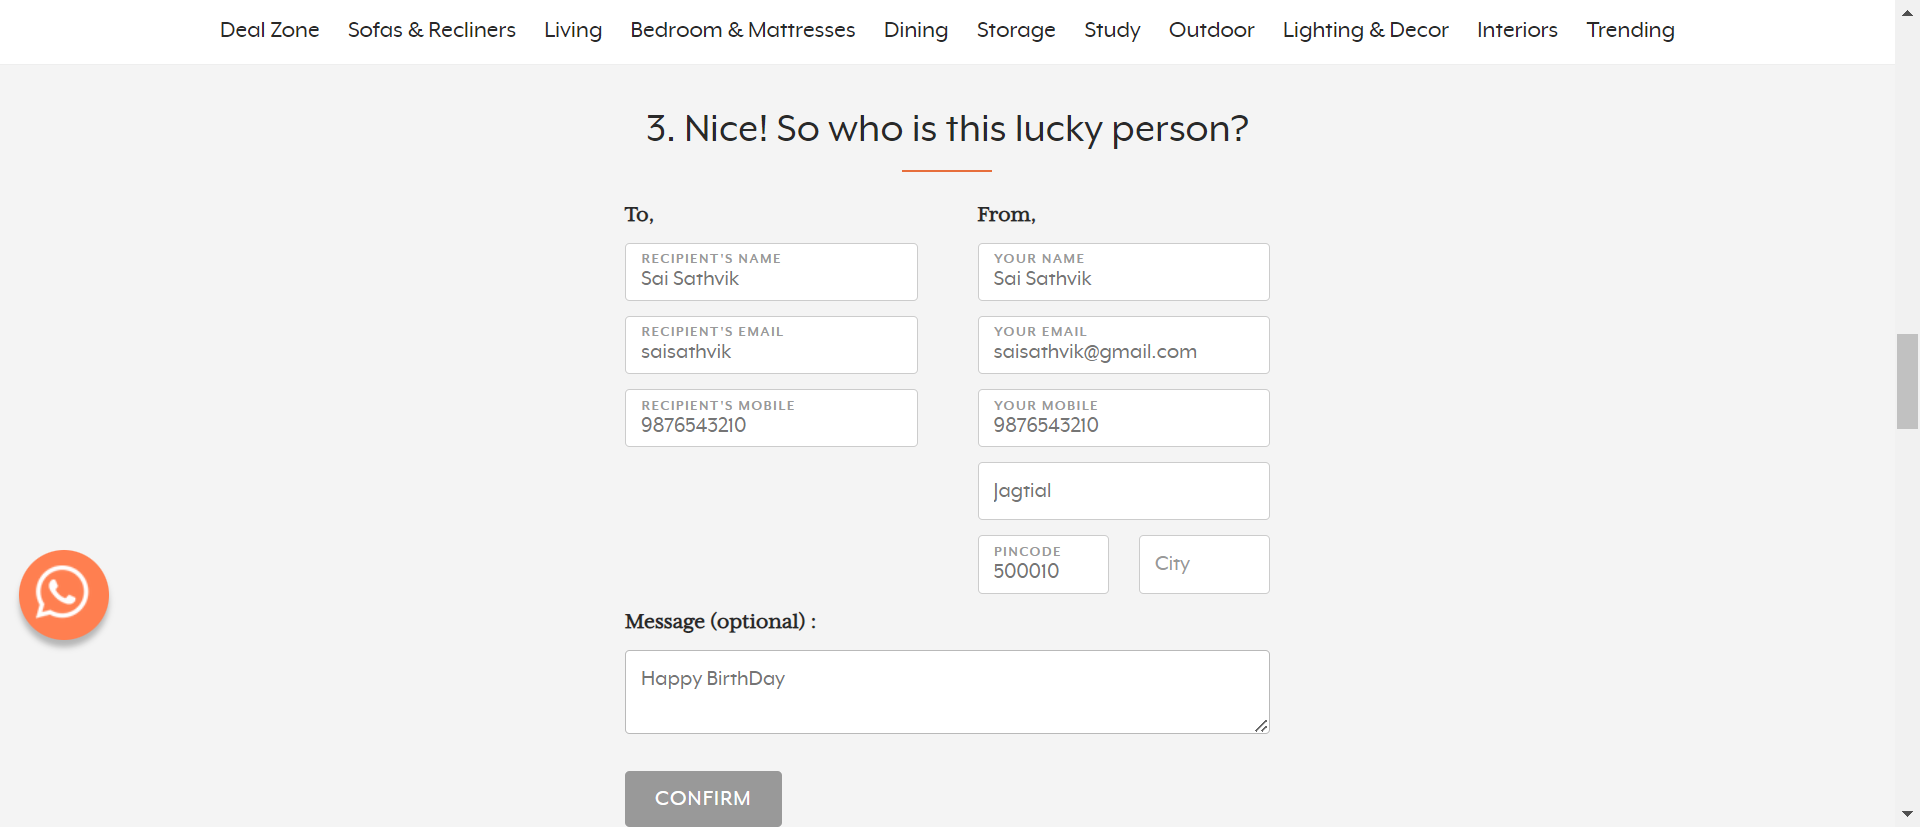 Deal Zone Sofas & Recliners Living Bedroom & Mattresses Dining Storage Study Outdoor Lighting & Decor Interiors Trending
3. Nice! So who is this lucky person?
To,
RECIPIENT'S NAME
Sai Sathvik
RECIPIENT'S EMAIL
saisathvik
RECIPIENT'S MOBILE
9876543210
From,
YOUR NAME
Sai Sathvik
YOUR EMAIL
saisathvik@gmail.com
YOUR MOBILE
9876543210
Jagtial
PINCODE
500010
City
Message (optional) :
Happy BirthDay
CONFIRM